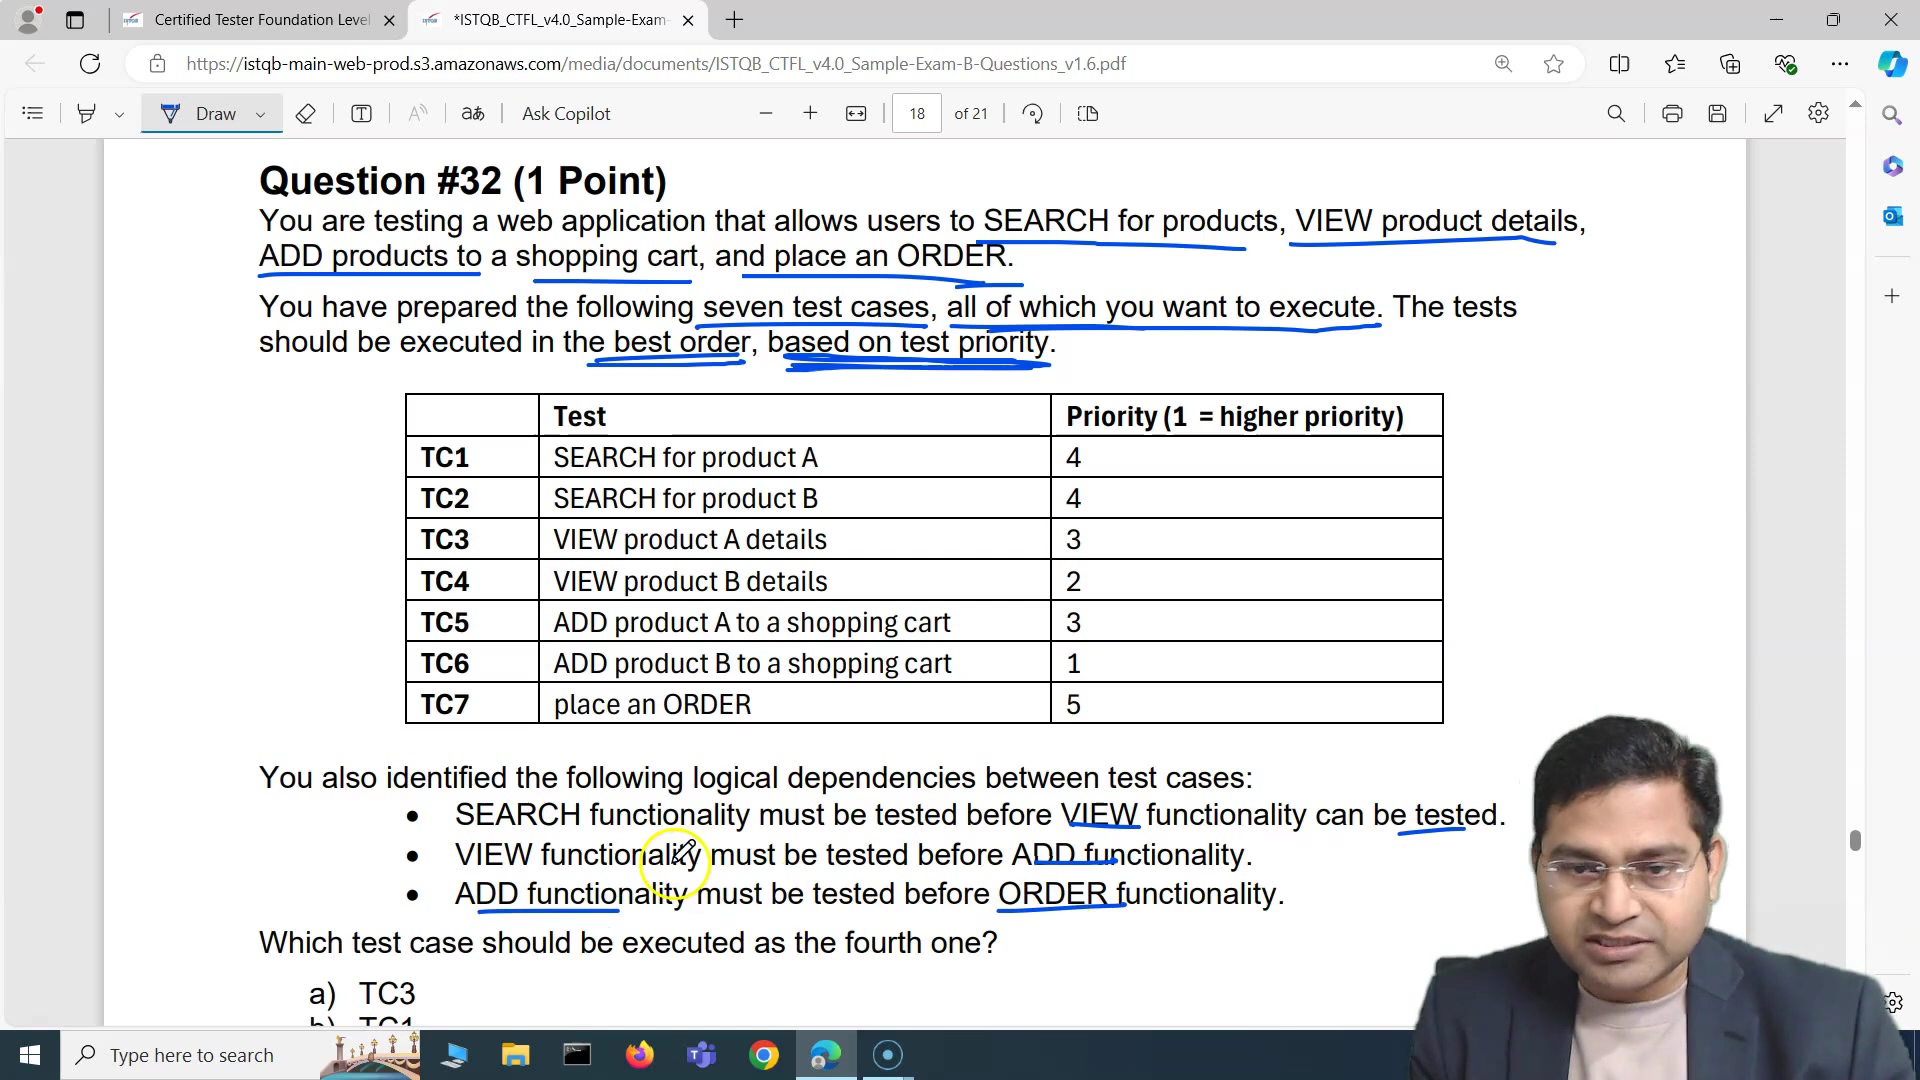 Certified Tester Foundation Leve
*ISTQB_CTFL_v4.0_Sample-Exam-
https://istqb-main-web-prod.s3.amazonaws.com/media/documents/ISTQB_CTFL_v4.0_Sample-Exam-B-Questions_v1.6.pdf
Draw
aあ
Ask Copilot
18 of 21
Question #32 (1 Point)
You are testing a web application that allows users to SEARCH for products, VIEW product details,
ADD products to a shopping cart, and place an ORDER.
You have prepared the following seven test cases, all of which you want to execute. The tests
should be executed in the best order, based on test priority.
Test Priority (1 = higher priority)
TC1 SEARCH for product A 4
TC2 SEARCH for product B 4
TC3 VIEW product A details 3
TC4 VIEW product B details 2
TC5 ADD product A to a shopping cart 3
TC6 ADD product B to a shopping cart 1
TC7 place an ORDER 5
You also identified the following logical dependencies between test cases:
• SEARCH functionality must be tested before VIEW functionality can be tested.
• VIEW functionality must be tested before ADD functionality.
• ADD functionality must be tested before ORDER functionality.
Which test case should be executed as the fourth one?
a) TC3
b) TC1
Type here to search